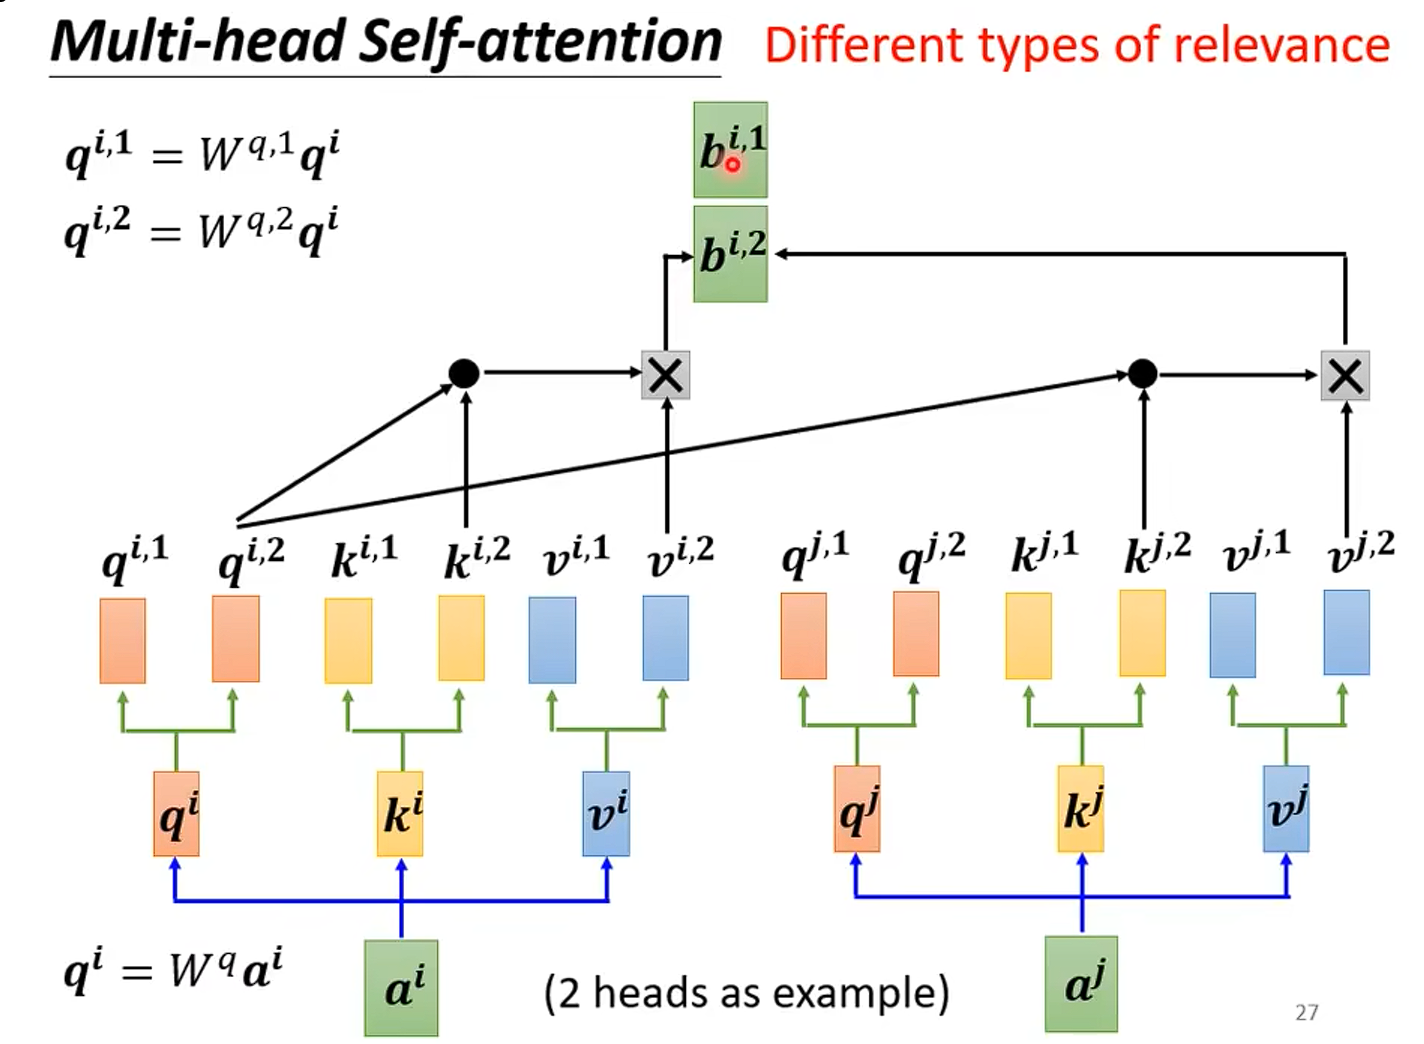 Multi-head Self-attention Different types of relevance
q^{i,1} = W^{q,1}q^{i}
b^{i,1}
q^{i,2} = W^{q,2}q^{i}
b^{i,2}
q^{i,1} q^{i,2} k^{i,1} k^{i,2} v^{i,1} v^{i,2} q^{j,1} q^{j,2} k^{j,1} k^{j,2} v^{j,1} v^{j,2}
q^{i} k^{i} v^{i} q^{j} k^{j} v^{j}
q^{i} = W^{q}a^{i} a^{i} (2 heads as example) a^{j}
27